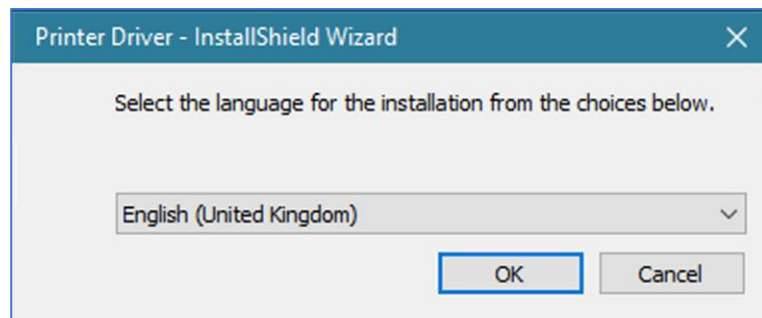 Printer Driver - InstallShield Wizard
Select the language for the installation from the choices below.
English (United Kingdom)
OK
Cancel